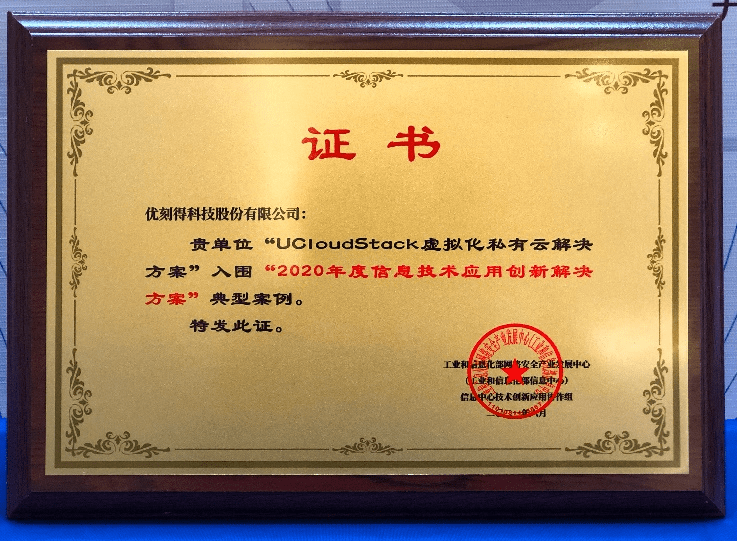 证书
优刻得科技股份有限公司：
贵单位“UCloudStack虚拟化私有云解决
方案”入围“2020年度信息技术应用创新解决
方案”典型案例。
特发此证。
工业和信息化部网络安全产业发展中心
（工业和信息化部信息中心）
信息中心技术创新应用 作组